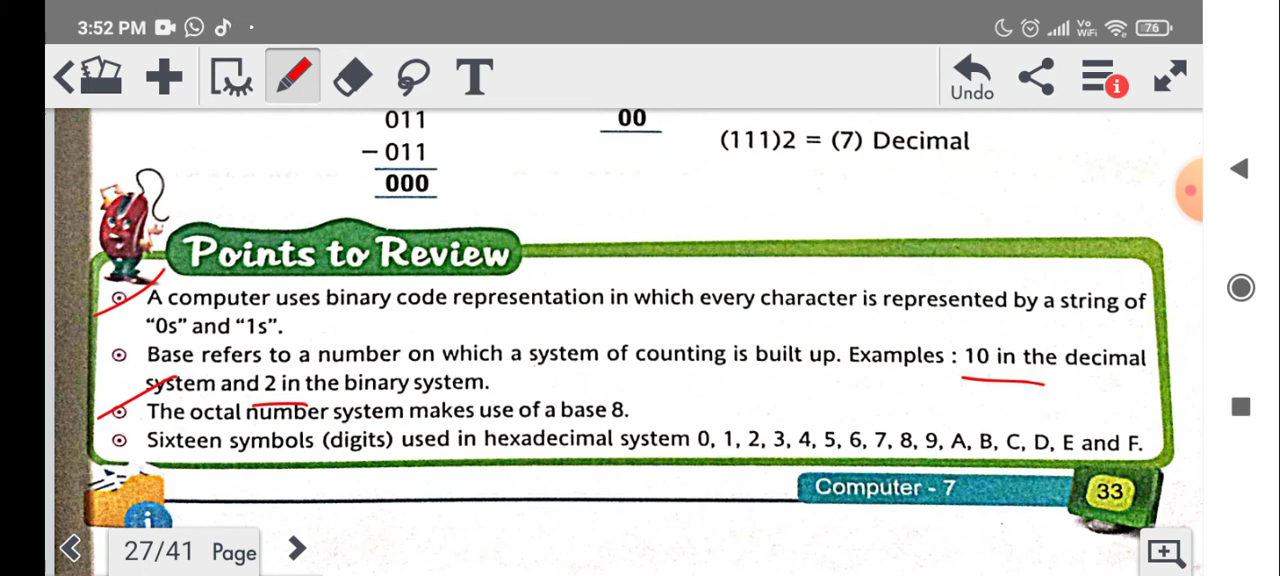 3:52 PM
Vo WiFi 76
T
Undo
i
011
00
– 011
(111)2 = (7) Decimal
000
Points to Review
A computer uses binary code representation in which every character is represented by a string of
“0s” and “1s”.
Base refers to a number on which a system of counting is built up. Examples : 10 in the decimal
system and 2 in the binary system.
The octal number system makes use of a base 8.
Sixteen symbols (digits) used in hexadecimal system 0, 1, 2, 3, 4, 5, 6, 7, 8, 9, A, B, C, D, E and F.
Computer - 7
33
i
27/41 Page